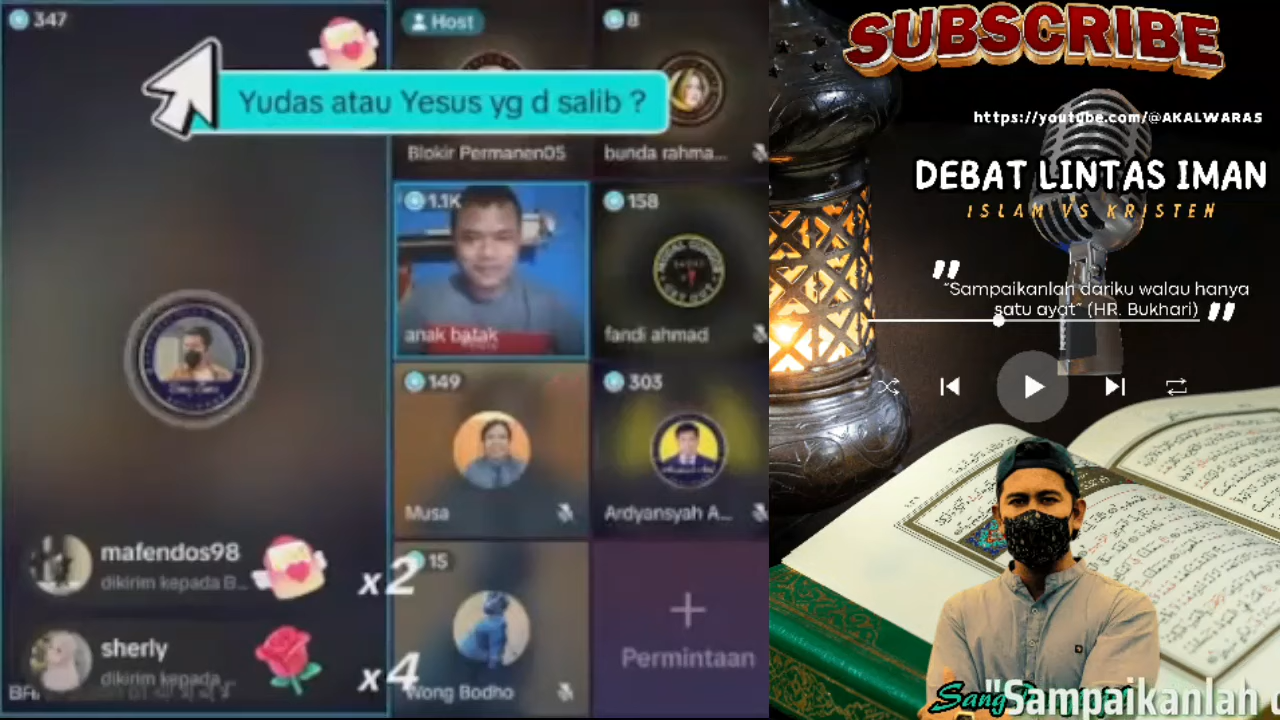 347
Host
8
Yudas atau Yesus yg d salib ?
Blokir Permanen05
bunda rahma...
1.1K
158
anak batak
fandi ahmad
149
303
Musa
Ardyansyah A...
mafendos98
dikirim kepada B...
x2
15
sherly
dikirim kepada
x4
Wong Bodho
Permintaan
SUBSCRIBE
https://youtube.com/@AKALWARAS
DEBAT LINTAS IMAN
ISLAM VS KRISTEN
"Sampaikanlah dariku walau hanya
satu ayat" (HR. Bukhari)
Sang
"Sampaikanlah